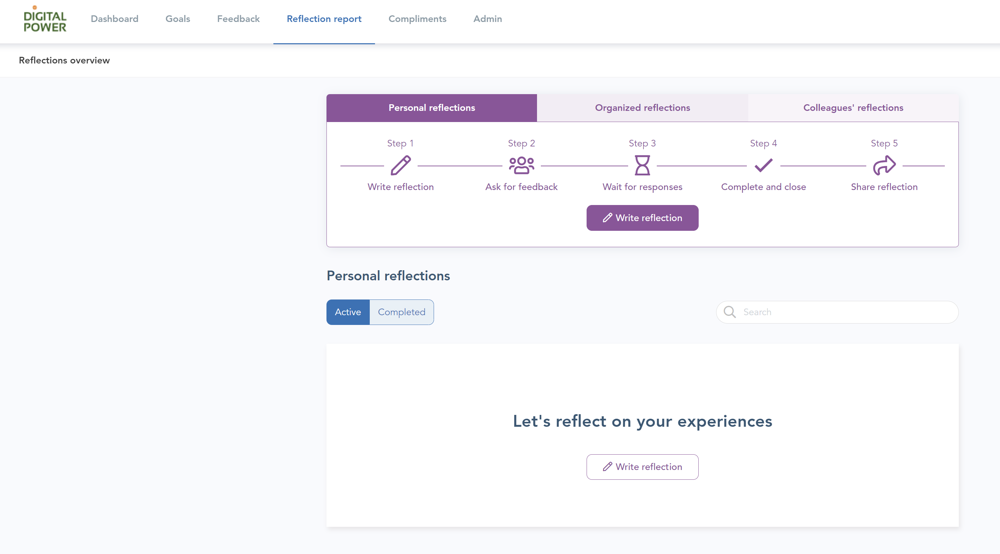 DIGITAL
POWER
Dashboard
Goals
Feedback
Reflection report
Compliments
Admin
Reflections overview
Personal reflections
Organized reflections
Colleagues' reflections
Step 1
Step 2
Step 3
Step 4
Step 5
Write reflection
Ask for feedback
Wait for responses
Complete and close
Share reflection
Write reflection
Personal reflections
Active
Completed
Search
Let's reflect on your experiences
Write reflection